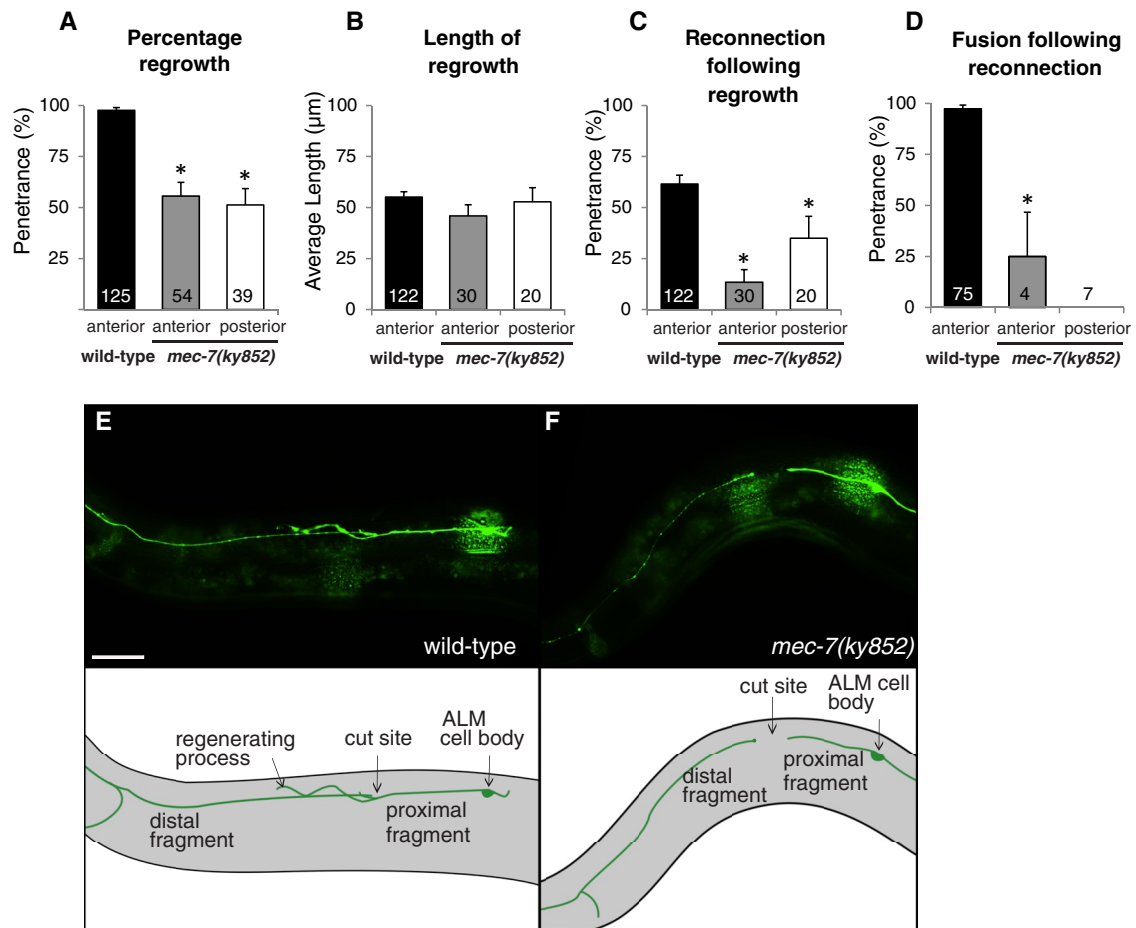 A
Percentage
regrowth
Penetrance (%)
100
75
50
25
0
125
*
54
*
39
anterior
anterior
posterior
wild-type
mec-7(ky852)
B
Length of
regrowth
Average Length (µm)
100
75
50
25
0
122
30
20
anterior
anterior
posterior
wild-type
mec-7(ky852)
C
Reconnection
following
regrowth
Penetrance (%)
100
75
50
25
0
122
*
30
*
20
anterior
anterior
posterior
wild-type
mec-7(ky852)
D
Fusion following
reconnection
Penetrance (%)
100
75
50
25
0
75
*
4
7
anterior
anterior
posterior
wild-type
mec-7(ky852)
E
wild-type
F
mec-7(ky852)
regenerating
process
cut site
ALM
cell body
distal
fragment
proximal
fragment
cut site
ALM cell
body
distal
fragment
proximal
fragment